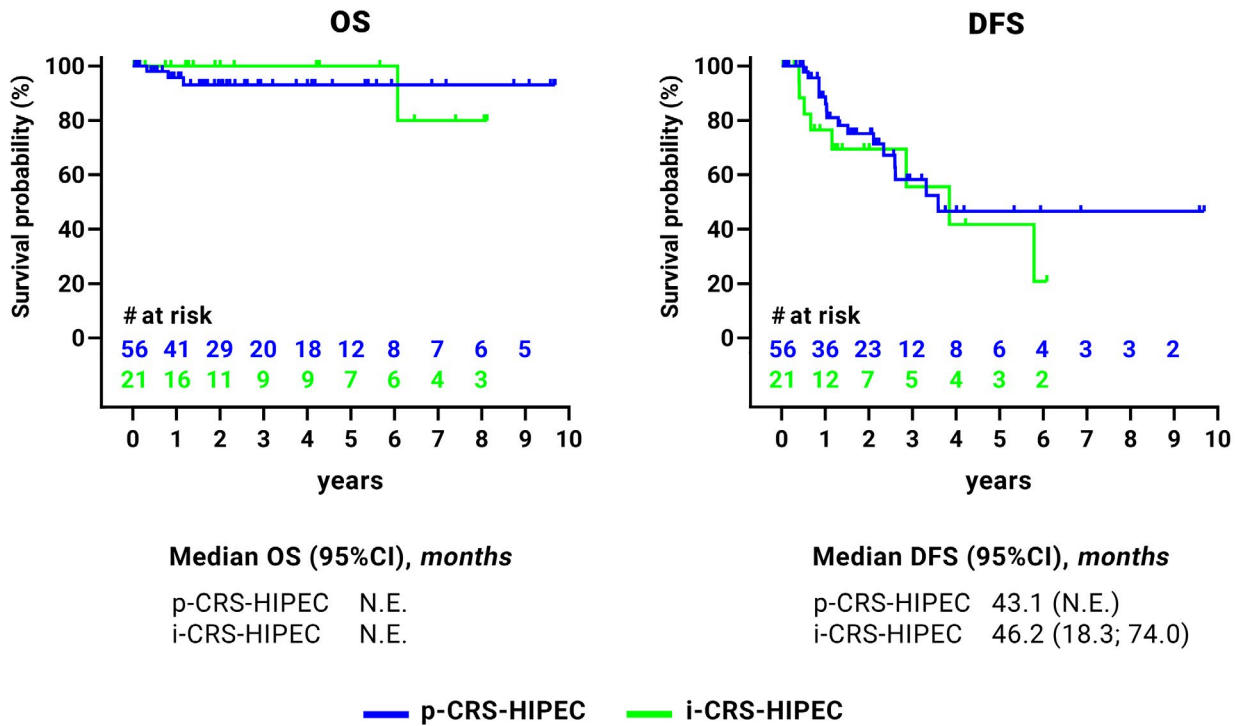 OS
Survival probability (%)
100
80
60
40
20
0
# at risk
56 41 29 20 18 12 8 7 6 5
21 16 11 9 9 7 6 4 3
0 1 2 3 4 5 6 7 8 9 10
years
Median OS (95%CI), months
p-CRS-HIPEC N.E.
i-CRS-HIPEC N.E.
DFS
Survival probability (%)
100
80
60
40
20
0
# at risk
56 36 23 12 8 6 4 3 3 2
21 12 7 5 4 3 2
0 1 2 3 4 5 6 7 8 9 10
years
Median DFS (95%CI), months
p-CRS-HIPEC 43.1 (N.E.)
i-CRS-HIPEC 46.2 (18.3; 74.0)
p-CRS-HIPEC i-CRS-HIPEC